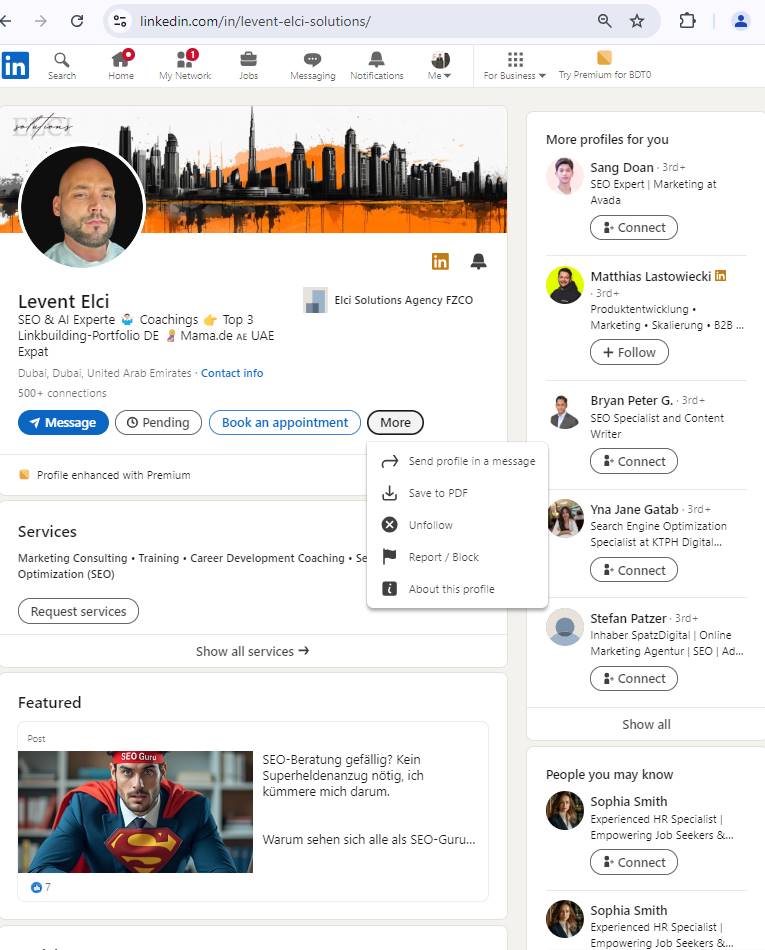 linkedin.com/in/levent-elci-solutions/
in
Search
Home
1
My Network
Jobs
Messaging
Notifications
Me
For Business
Try Premium for BDT0
ELCI
solutions
in
Levent Elci
SEO & AI Experte 🤷🏻‍♂️ Coachings 👉 Top 3
Linkbuilding-Portfolio DE 🤱 Mama.de ᴀᴇ UAE
Expat
Elci Solutions Agency FZCO
Dubai, Dubai, United Arab Emirates · Contact info
500+ connections
Message
Pending
Book an appointment
More
Send profile in a message
Save to PDF
Unfollow
Report / Block
About this profile
Profile enhanced with Premium
Services
Marketing Consulting • Training • Career Development Coaching • Se
Optimization (SEO)
Request services
Show all services →
Featured
Post
SEO Guru
SEO-Beratung gefällig? Kein
Superheldenanzug nötig, ich
kümmere mich darum.
Warum sehen sich alle als SEO-Guru...
7
More profiles for you
Sang Doan · 3rd+
SEO Expert | Marketing at
Avada
Connect
Matthias Lastowiecki in
· 3rd+
Produktentwicklung •
Marketing • Skalierung • B2B ...
+ Follow
Bryan Peter G. · 3rd+
SEO Specialist and Content
Writer
Connect
Yna Jane Gatab · 3rd+
Search Engine Optimization
Specialist at KTPH Digital...
Connect
Stefan Patzer · 3rd+
Inhaber SpatzDigital | Online
Marketing Agentur | SEO | Ad...
Connect
Show all
People you may know
Sophia Smith
Experienced HR Specialist |
Empowering Job Seekers &...
Connect
Sophia Smith
Experienced HR Specialist |
Empowering Job Seekers &...